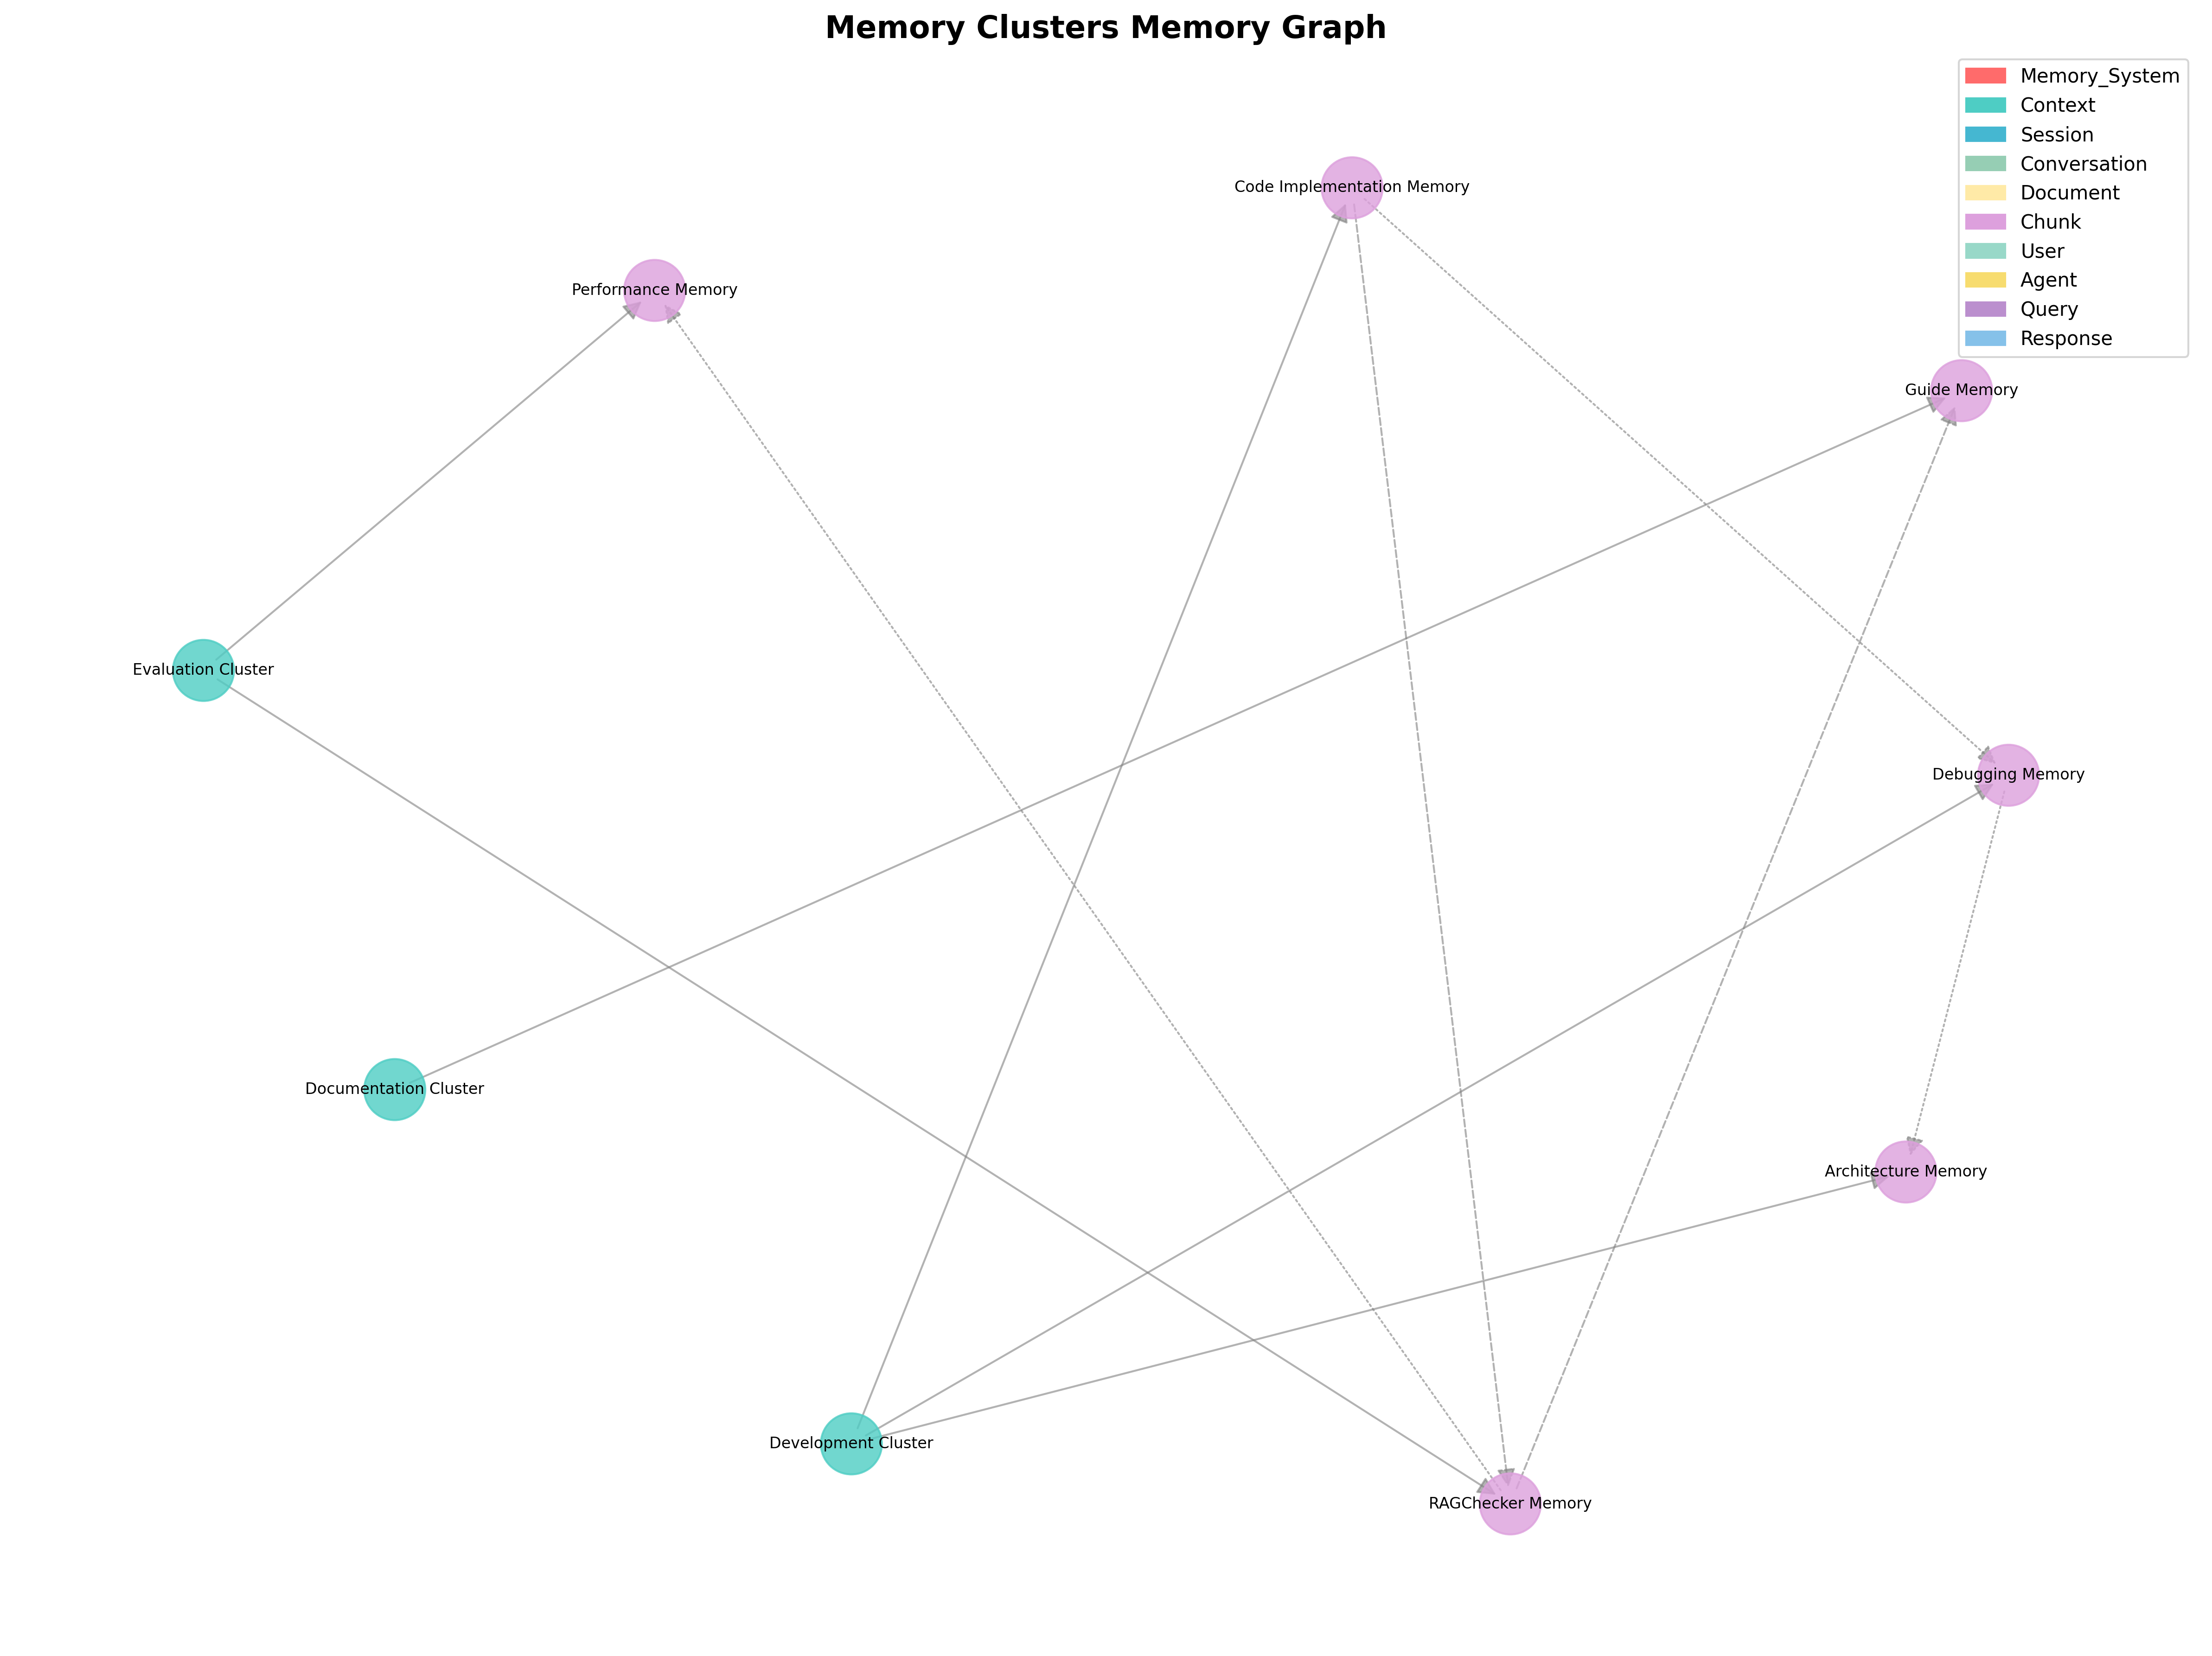 Memory Clusters Memory Graph
Memory_System
Context
Session
Conversation
Document
Chunk
User
Agent
Query
Response
Code Implementation Memory
Performance Memory
Guide Memory
Evaluation Cluster
Debugging Memory
Documentation Cluster
Architecture Memory
Development Cluster
RAGChecker Memory